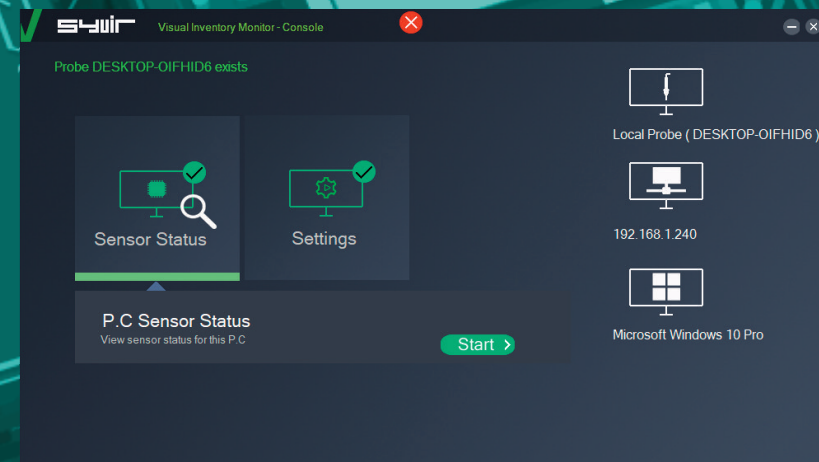 Visual Inventory Monitor - Console
Probe DESKTOP-OIFHID6 exists
Sensor Status
Settings
P.C Sensor Status
View sensor status for this P.C
Start
Local Probe ( DESKTOP-OIFHID6 )
192.168.1.240
Microsoft Windows 10 Pro